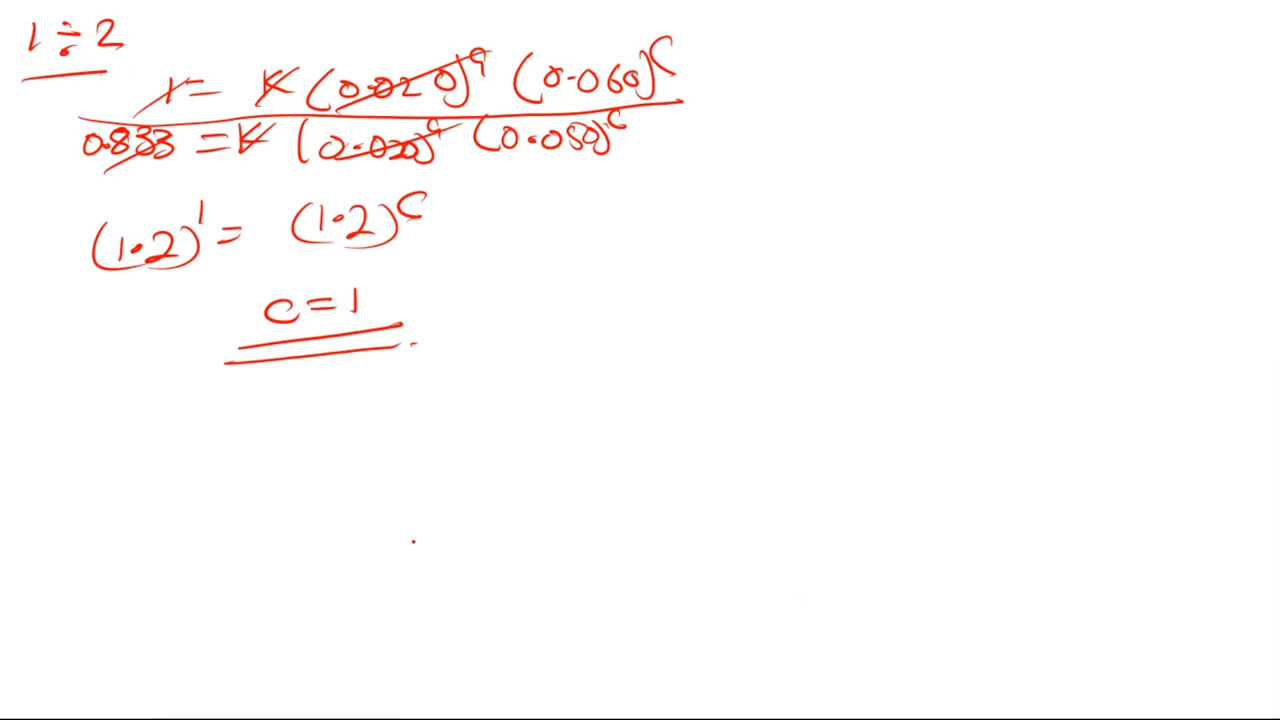 1 ÷ 2
1 = K (0.020)^a (0.060)^c
0.833 = K (0.020)^a (0.050)^c
(1.2)^1 = (1.2)^c
c = 1